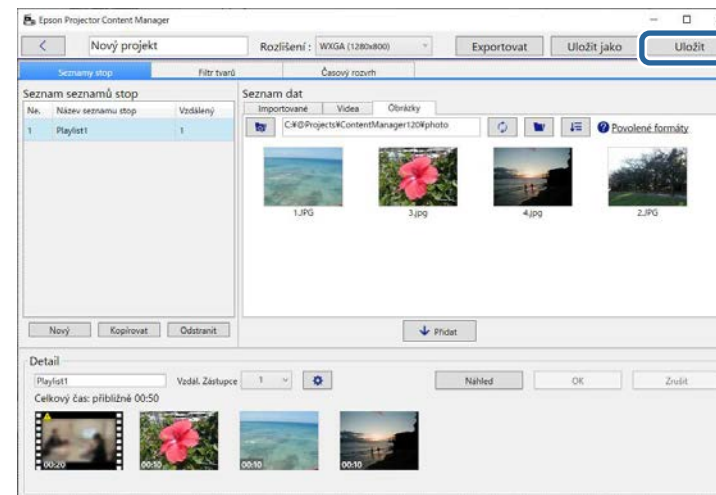 Epson Projector Content Manager
Nový projekt Rozlišení : WXGA (1280x800) Exportovat Uložit jako Uložit
Seznamy stop Filtr tvarů Časový rozvrh
Seznam seznamů stop
Ne. Název seznamu stop Vzdálený
1 Playlist1 1
Nový Kopírovat Odstranit
Seznam dat
Importované Videa Obrázky
C:¥@Projects¥ContentManager120¥photo Povolené formáty
1.JPG 3.jpg 4.jpg 2.JPG
Přidat
Detail
Playlist1 Vzdál. Zástupce 1 Náhled OK Zrušit
Celkový čas: přibližně 00:50
00:20 00:10 00:10 00:10